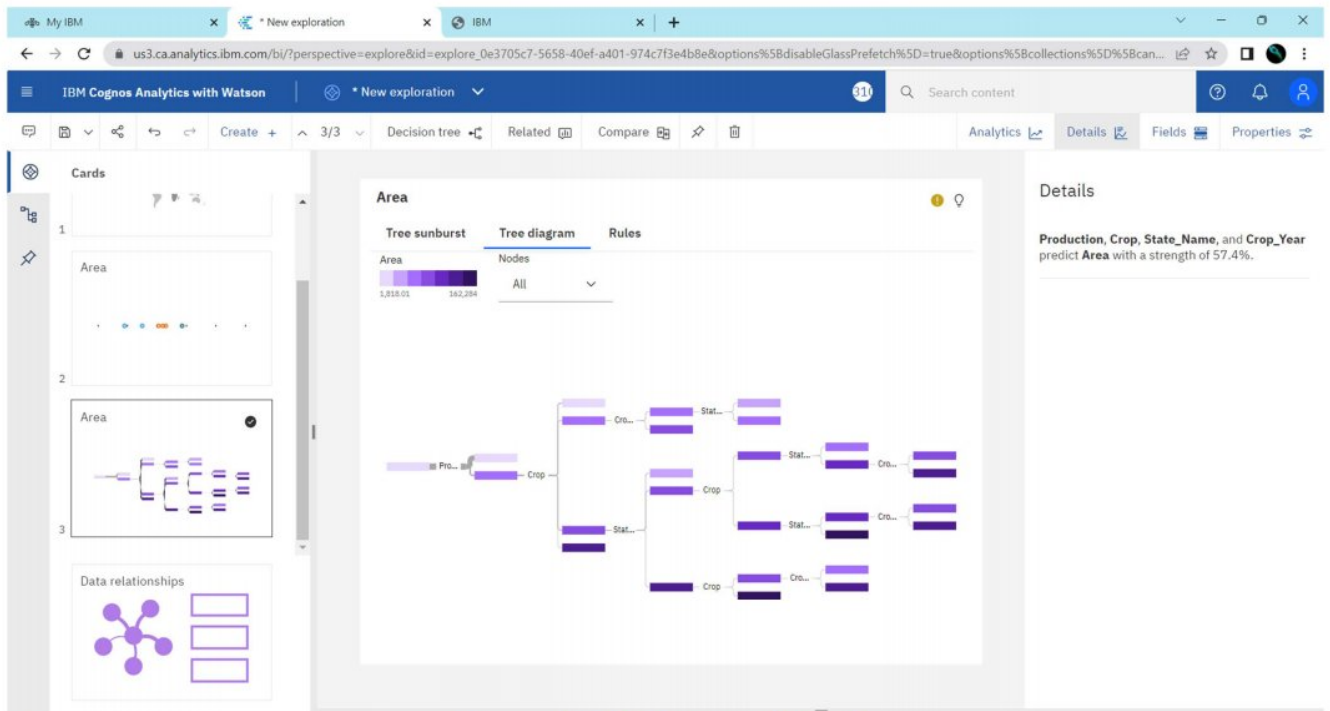 My IBM
* New exploration
IBM
us3.ca.analytics.ibm.com/bi/?perspective=explore&id=explore_0e3705c7-5658-40ef-a401-974c7f3e4b8e&options%5BdisableGlassPrefetch%5D=true&options%5Bcollections%5D%5Bcan...
IBM Cognos Analytics with Watson
* New exploration
Search content
Create +
3/3
Decision tree
Related
Compare
Analytics
Details
Fields
Properties
Cards
1
Area
2
Area
3
Data relationships
Area
Tree sunburst
Tree diagram
Rules
Area
Nodes
All
1,818.01
162,284
Pro...
Crop
Cro...
Stat...
Stat...
Crop
Stat...
Cro...
Stat...
Cro...
Crop
Cro...
Details
Production, Crop, State_Name, and Crop_Year
predict Area with a strength of 57.4%.